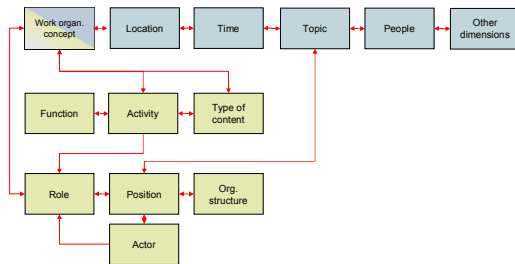 Work organ.
concept
Location
Time
Topic
People
Other
dimensions
Function
Activity
Type of
content
Role
Position
Org.
structure
Actor